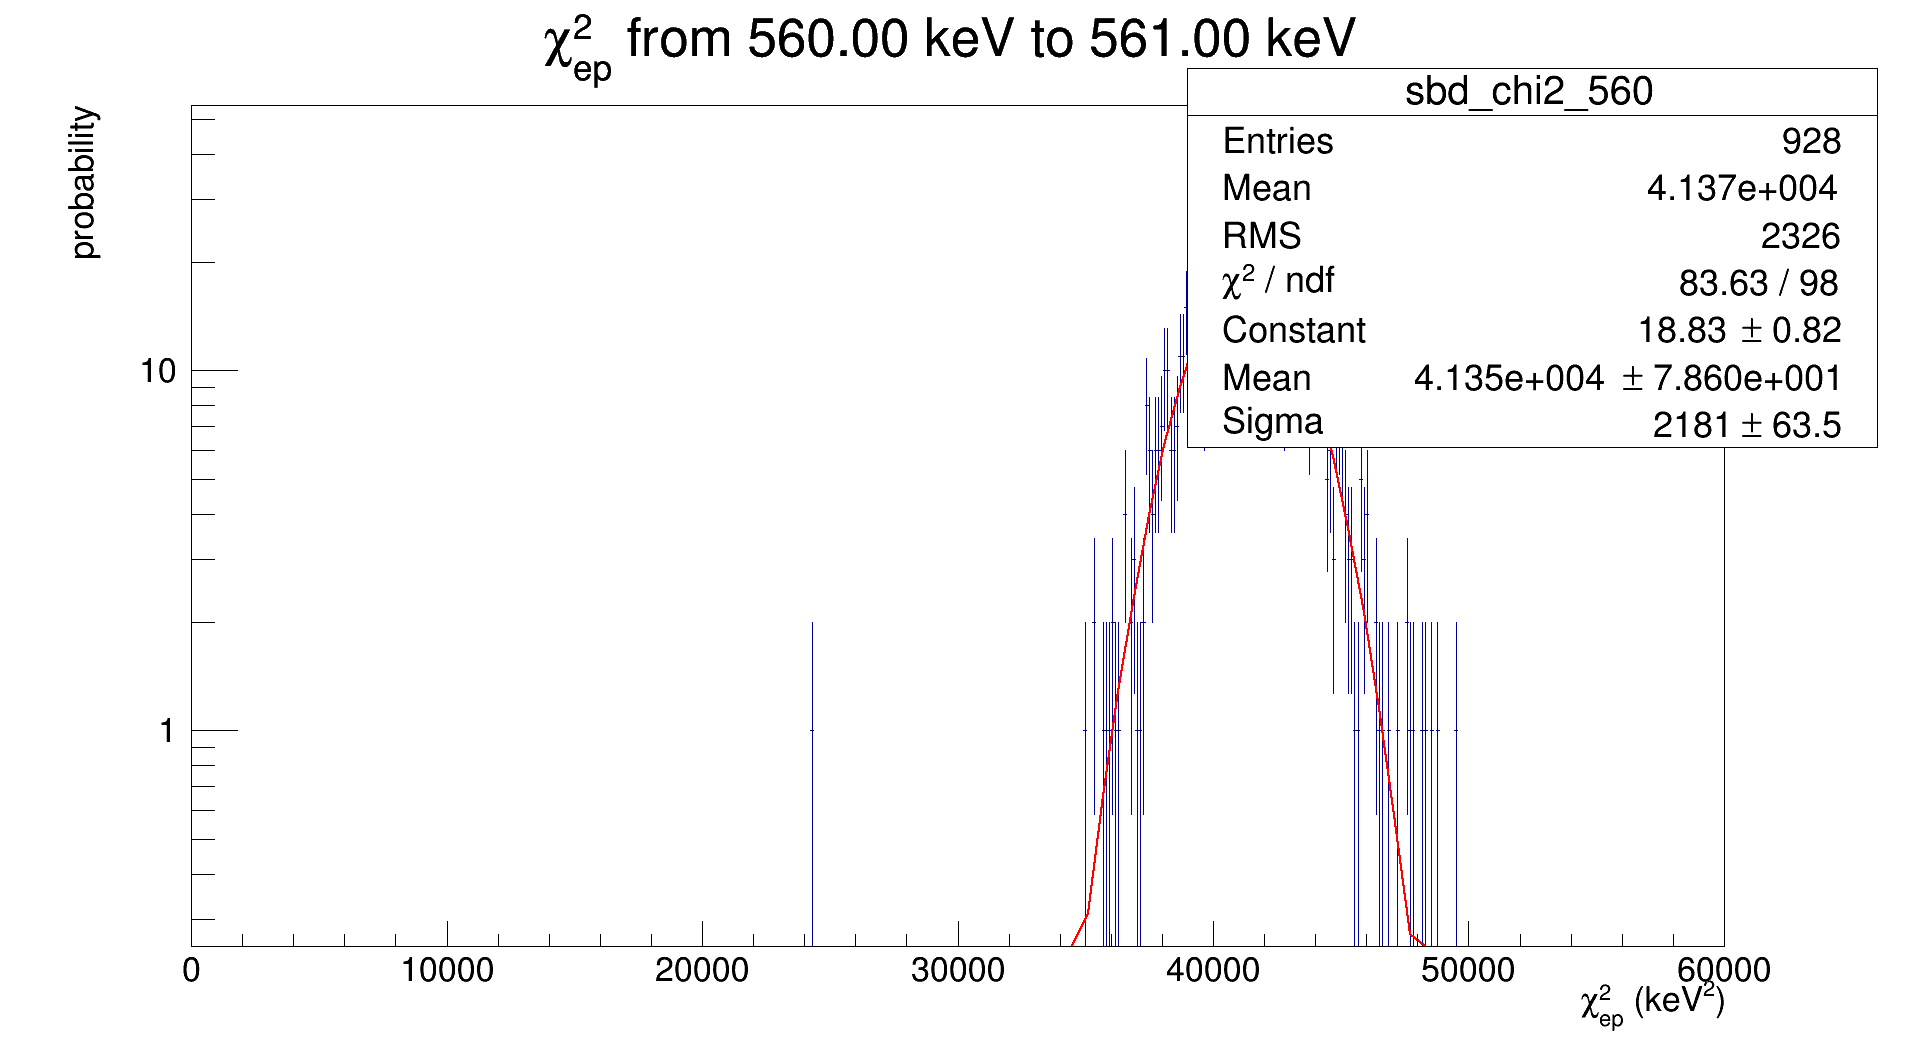 χ²ep from 560.00 keV to 561.00 keV
probability
sbd_chi2_560
Entries 928
Mean 4.137e+004
RMS 2326
χ² / ndf 83.63 / 98
Constant 18.83 ± 0.82
Mean 4.135e+004 ± 7.860e+001
Sigma 2181 ± 63.5
10
1
0 10000 20000 30000 40000 50000 60000
χ²ep (keV²)